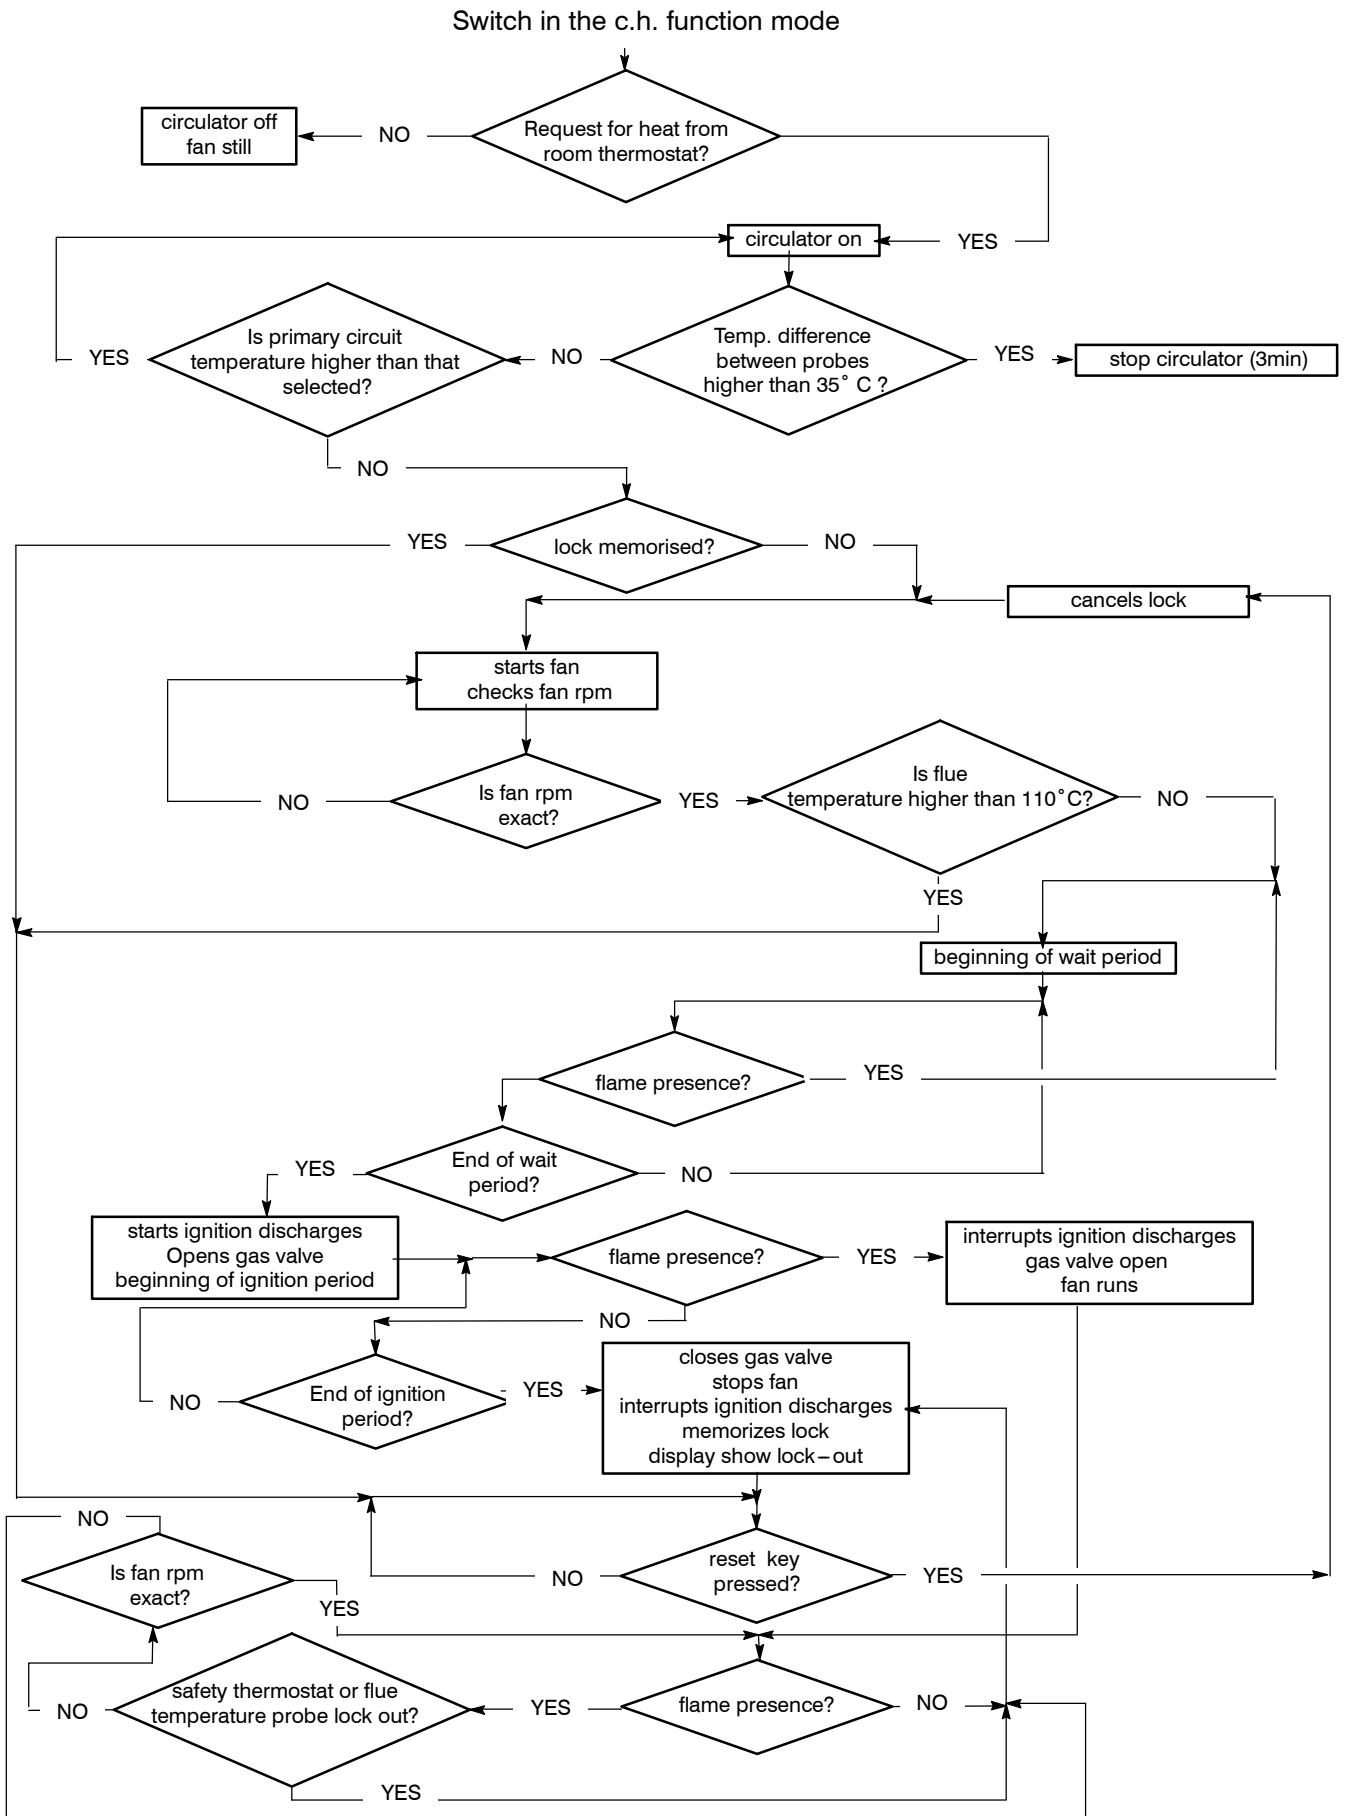 Switch in the c.h. function mode
circulator off
fan still
NO
Request for heat from
room thermostat?
circulator on
YES
Is primary circuit
temperature higher than that
selected?
YES
NO
Temp. difference
between probes
higher than 35˚ C ?
YES
stop circulator (3min)
NO
YES
lock memorised?
NO
cancels lock
starts fan
checks fan rpm
NO
Is fan rpm
exact?
YES
Is flue
temperature higher than 110˚C?
NO
YES
beginning of wait period
flame presence?
YES
YES
End of wait
period?
NO
starts ignition discharges
Opens gas valve
beginning of ignition period
flame presence?
YES
interrupts ignition discharges
gas valve open
fan runs
NO
NO
End of ignition
period?
YES
closes gas valve
stops fan
interrupts ignition discharges
memorizes lock
display show lock–out
NO
Is fan rpm
exact?
YES
NO
reset key
pressed?
YES
NO
safety thermostat or flue
temperature probe lock out?
YES
flame presence?
NO
YES